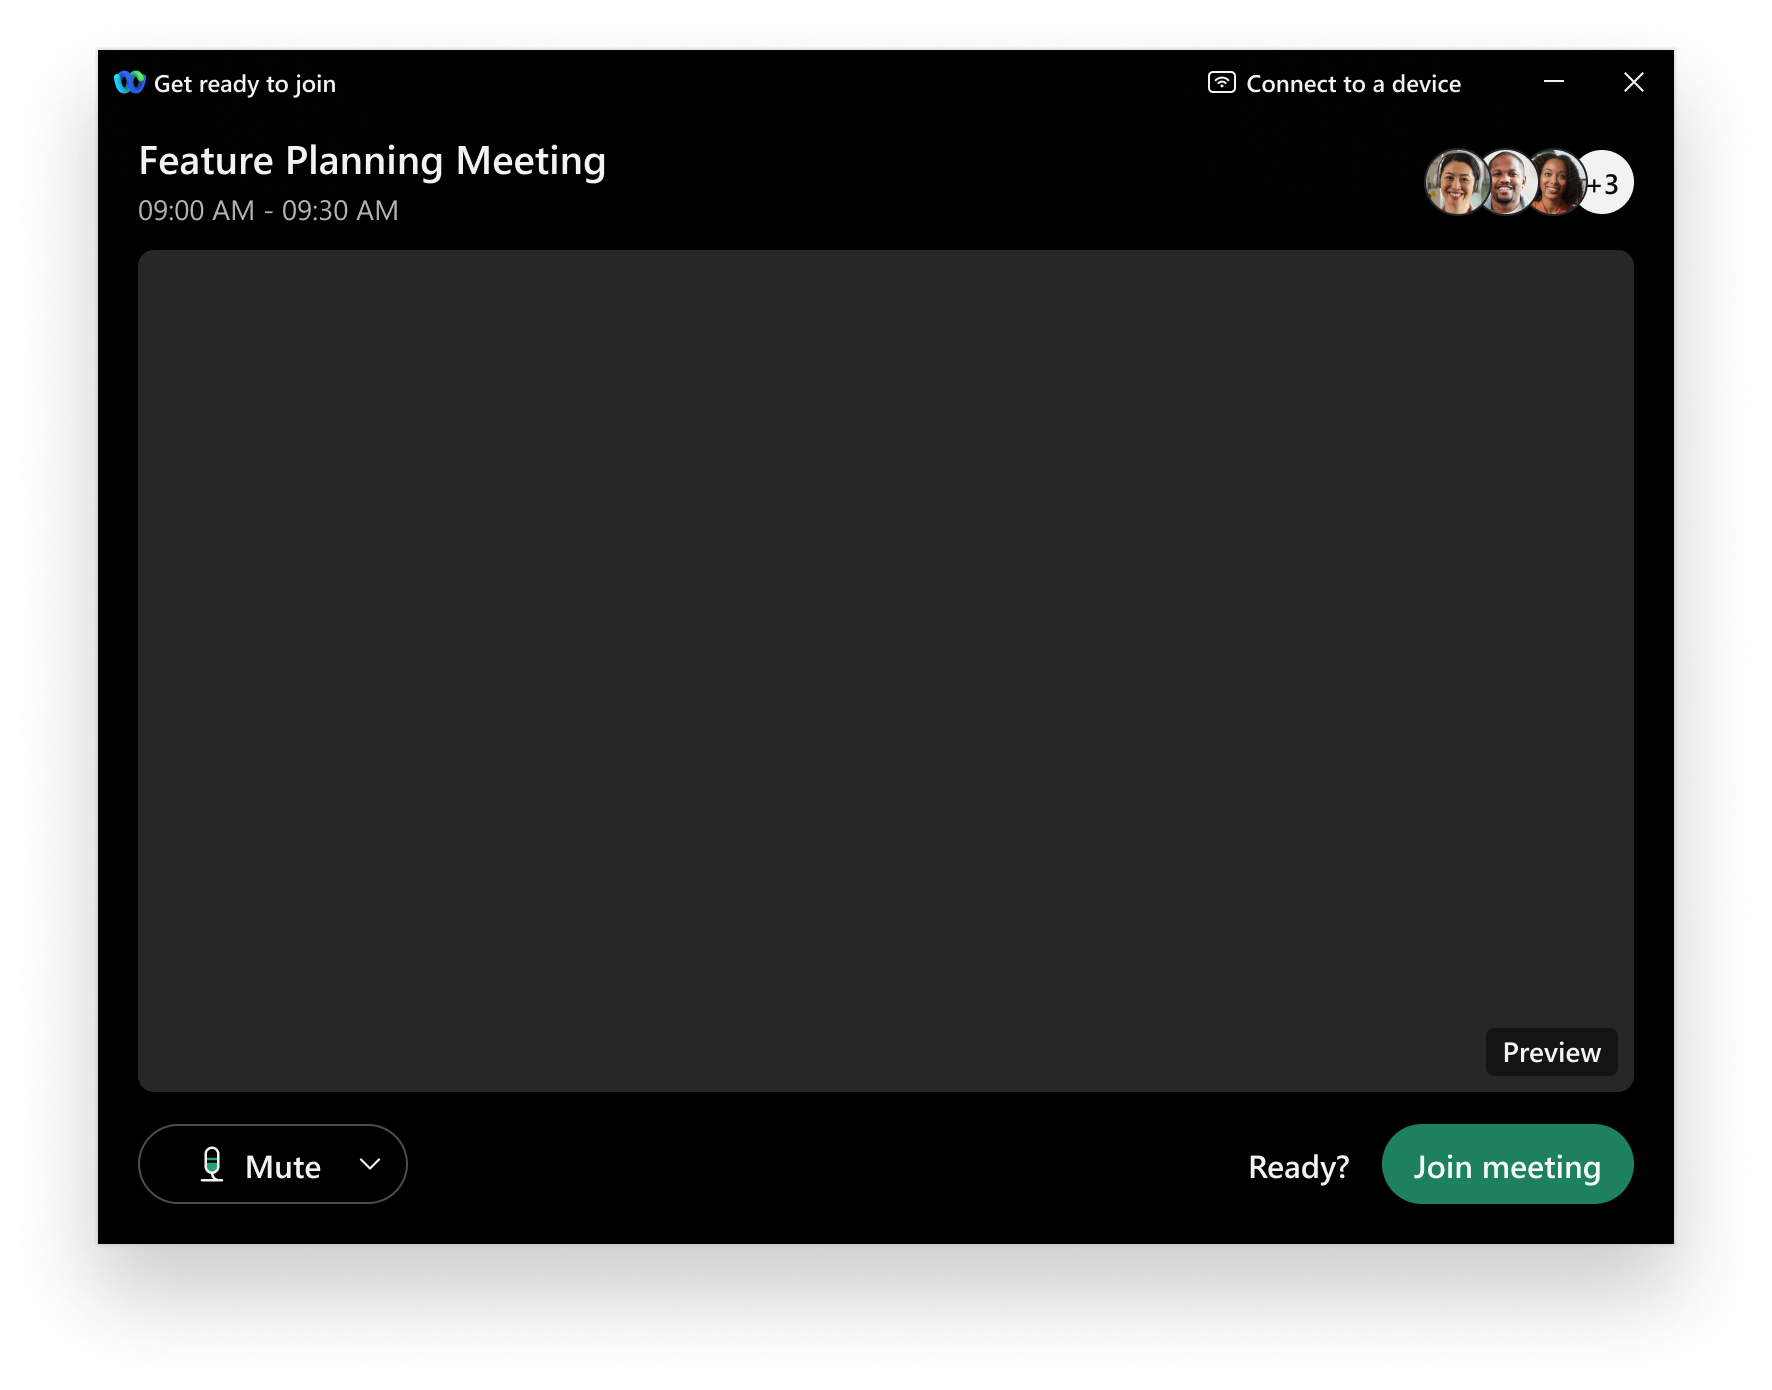 Get ready to join
Connect to a device
Feature Planning Meeting
09:00 AM - 09:30 AM
+3
Preview
Mute
Ready?
Join meeting